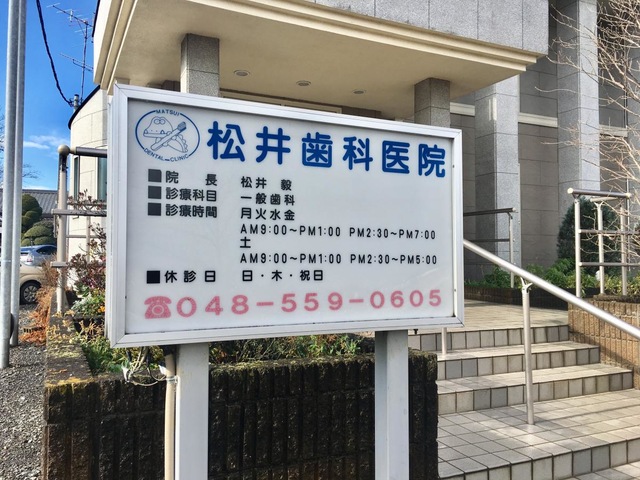 MATSUI
DENTAL CLINIC
松井歯科医院
■院長 松井 毅
■診療科目 一般歯科
■診療時間 月火水金
AM9:00~PM1:00 PM2:30~PM7:00
土
AM9:00~PM1:00 PM2:30~PM5:00
■休診日 日・木・祝日
☎048-559-0605